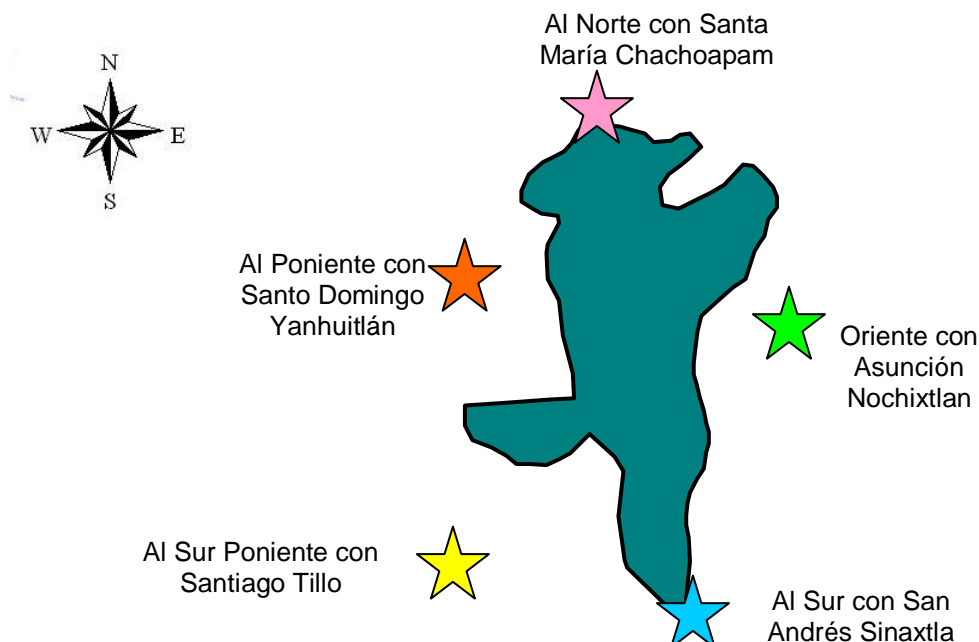 Al Norte con Santa
María Chachoapam
N
W
E
S
Al Poniente con
Santo Domingo
Yanhuitlán
Oriente con
Asunción
Nochixtlan
Al Sur Poniente con
Santiago Tillo
Al Sur con San
Andrés Sinaxtla